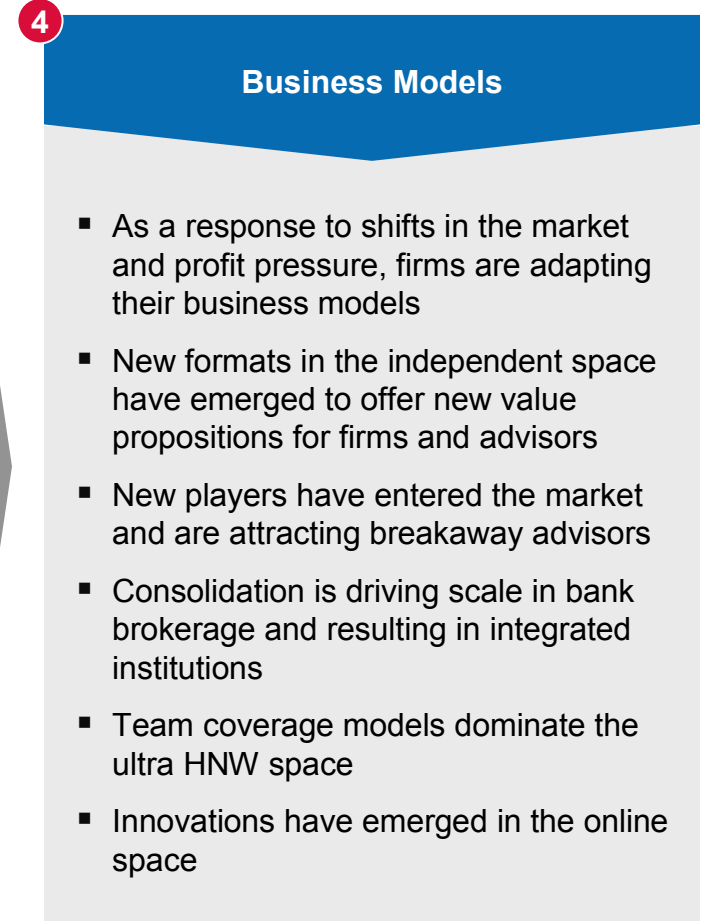 4
Business Models
▪ As a response to shifts in the market
and profit pressure, firms are adapting
their business models
▪ New formats in the independent space
have emerged to offer new value
propositions for firms and advisors
▪ New players have entered the market
and are attracting breakaway advisors
▪ Consolidation is driving scale in bank
brokerage and resulting in integrated
institutions
▪ Team coverage models dominate the
ultra HNW space
▪ Innovations have emerged in the online
space